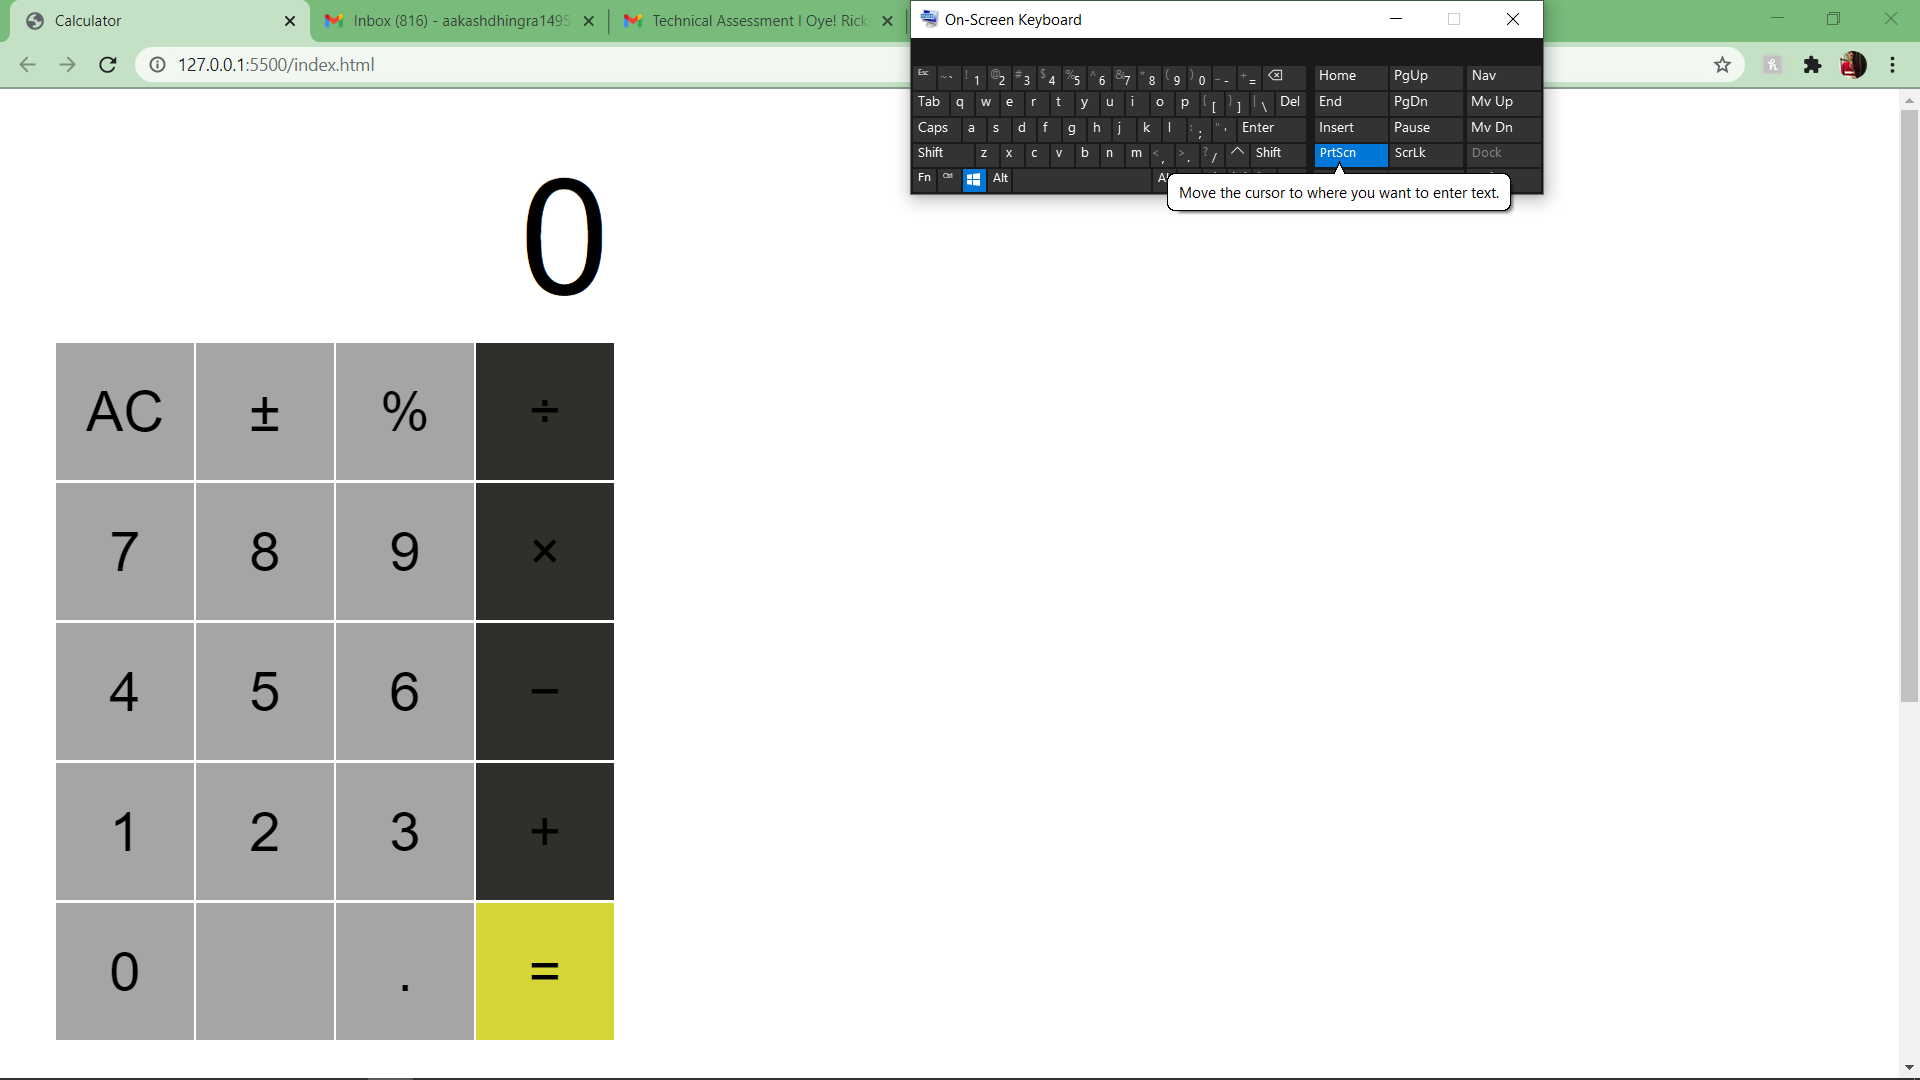 Calculator
Inbox (816) - aakashdhingra1495
Technical Assessment I Oye! Ricks
On-Screen Keyboard
127.0.0.1:5500/index.html
Esc ~ ` ! 1 @ 2 # 3 $ 4 % 5 ^ 6 & 7 * 8 ( 9 ) 0 _ - + = Home PgUp Nav
Tab q w e r t y u i o p { [ } ] | \ Del End PgDn Mv Up
Caps a s d f g h j k l : ; " ' Enter Insert Pause Mv Dn
Shift z x c v b n m < , > . ? / Shift PrtScn ScrLk Dock
Fn Ctrl Alt
Move the cursor to where you want to enter text.
0
AC ± % ÷
7 8 9 ×
4 5 6 −
1 2 3 +
0 . =